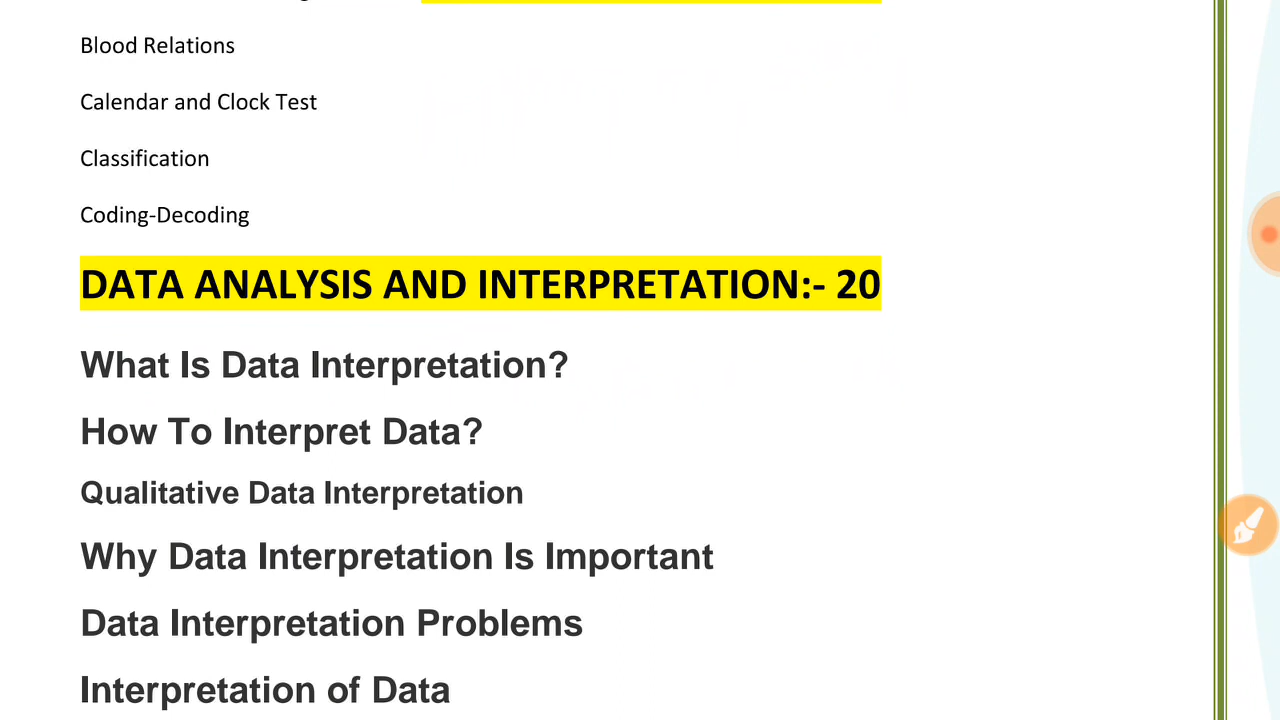 Blood Relations
Calendar and Clock Test
Classification
Coding-Decoding
DATA ANALYSIS AND INTERPRETATION:- 20
What Is Data Interpretation?
How To Interpret Data?
Qualitative Data Interpretation
Why Data Interpretation Is Important
Data Interpretation Problems
Interpretation of Data